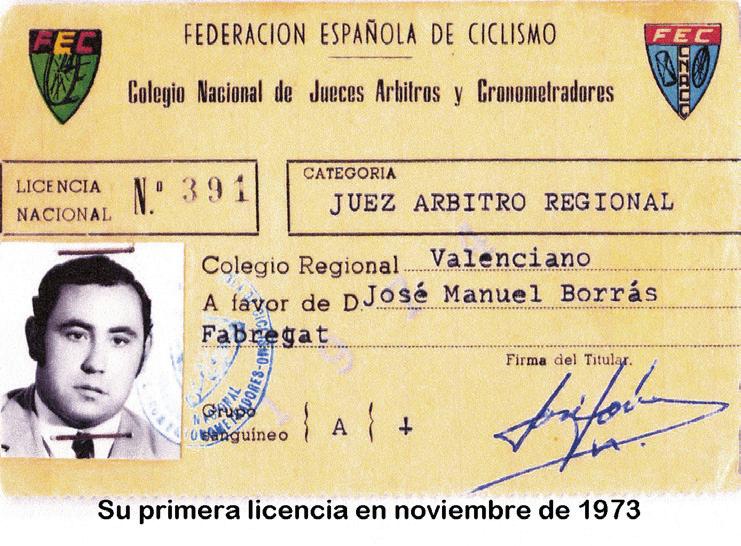 FEC
FEDERACION ESPAÑOLA DE CICLISMO
FEC
CNAEC
Colegio Nacional de Jueces Arbitros y Cronometradores
LICENCIA
NACIONAL
N.º 391
CATEGORIA
JUEZ ARBITRO REGIONAL
Colegio Regional Valenciano
A favor de D. José Manuel Borrás
Fabregat
Firma del Titular.
Grupo
sanguíneo { A { +
NACIONAL
Su primera licencia en noviembre de 1973